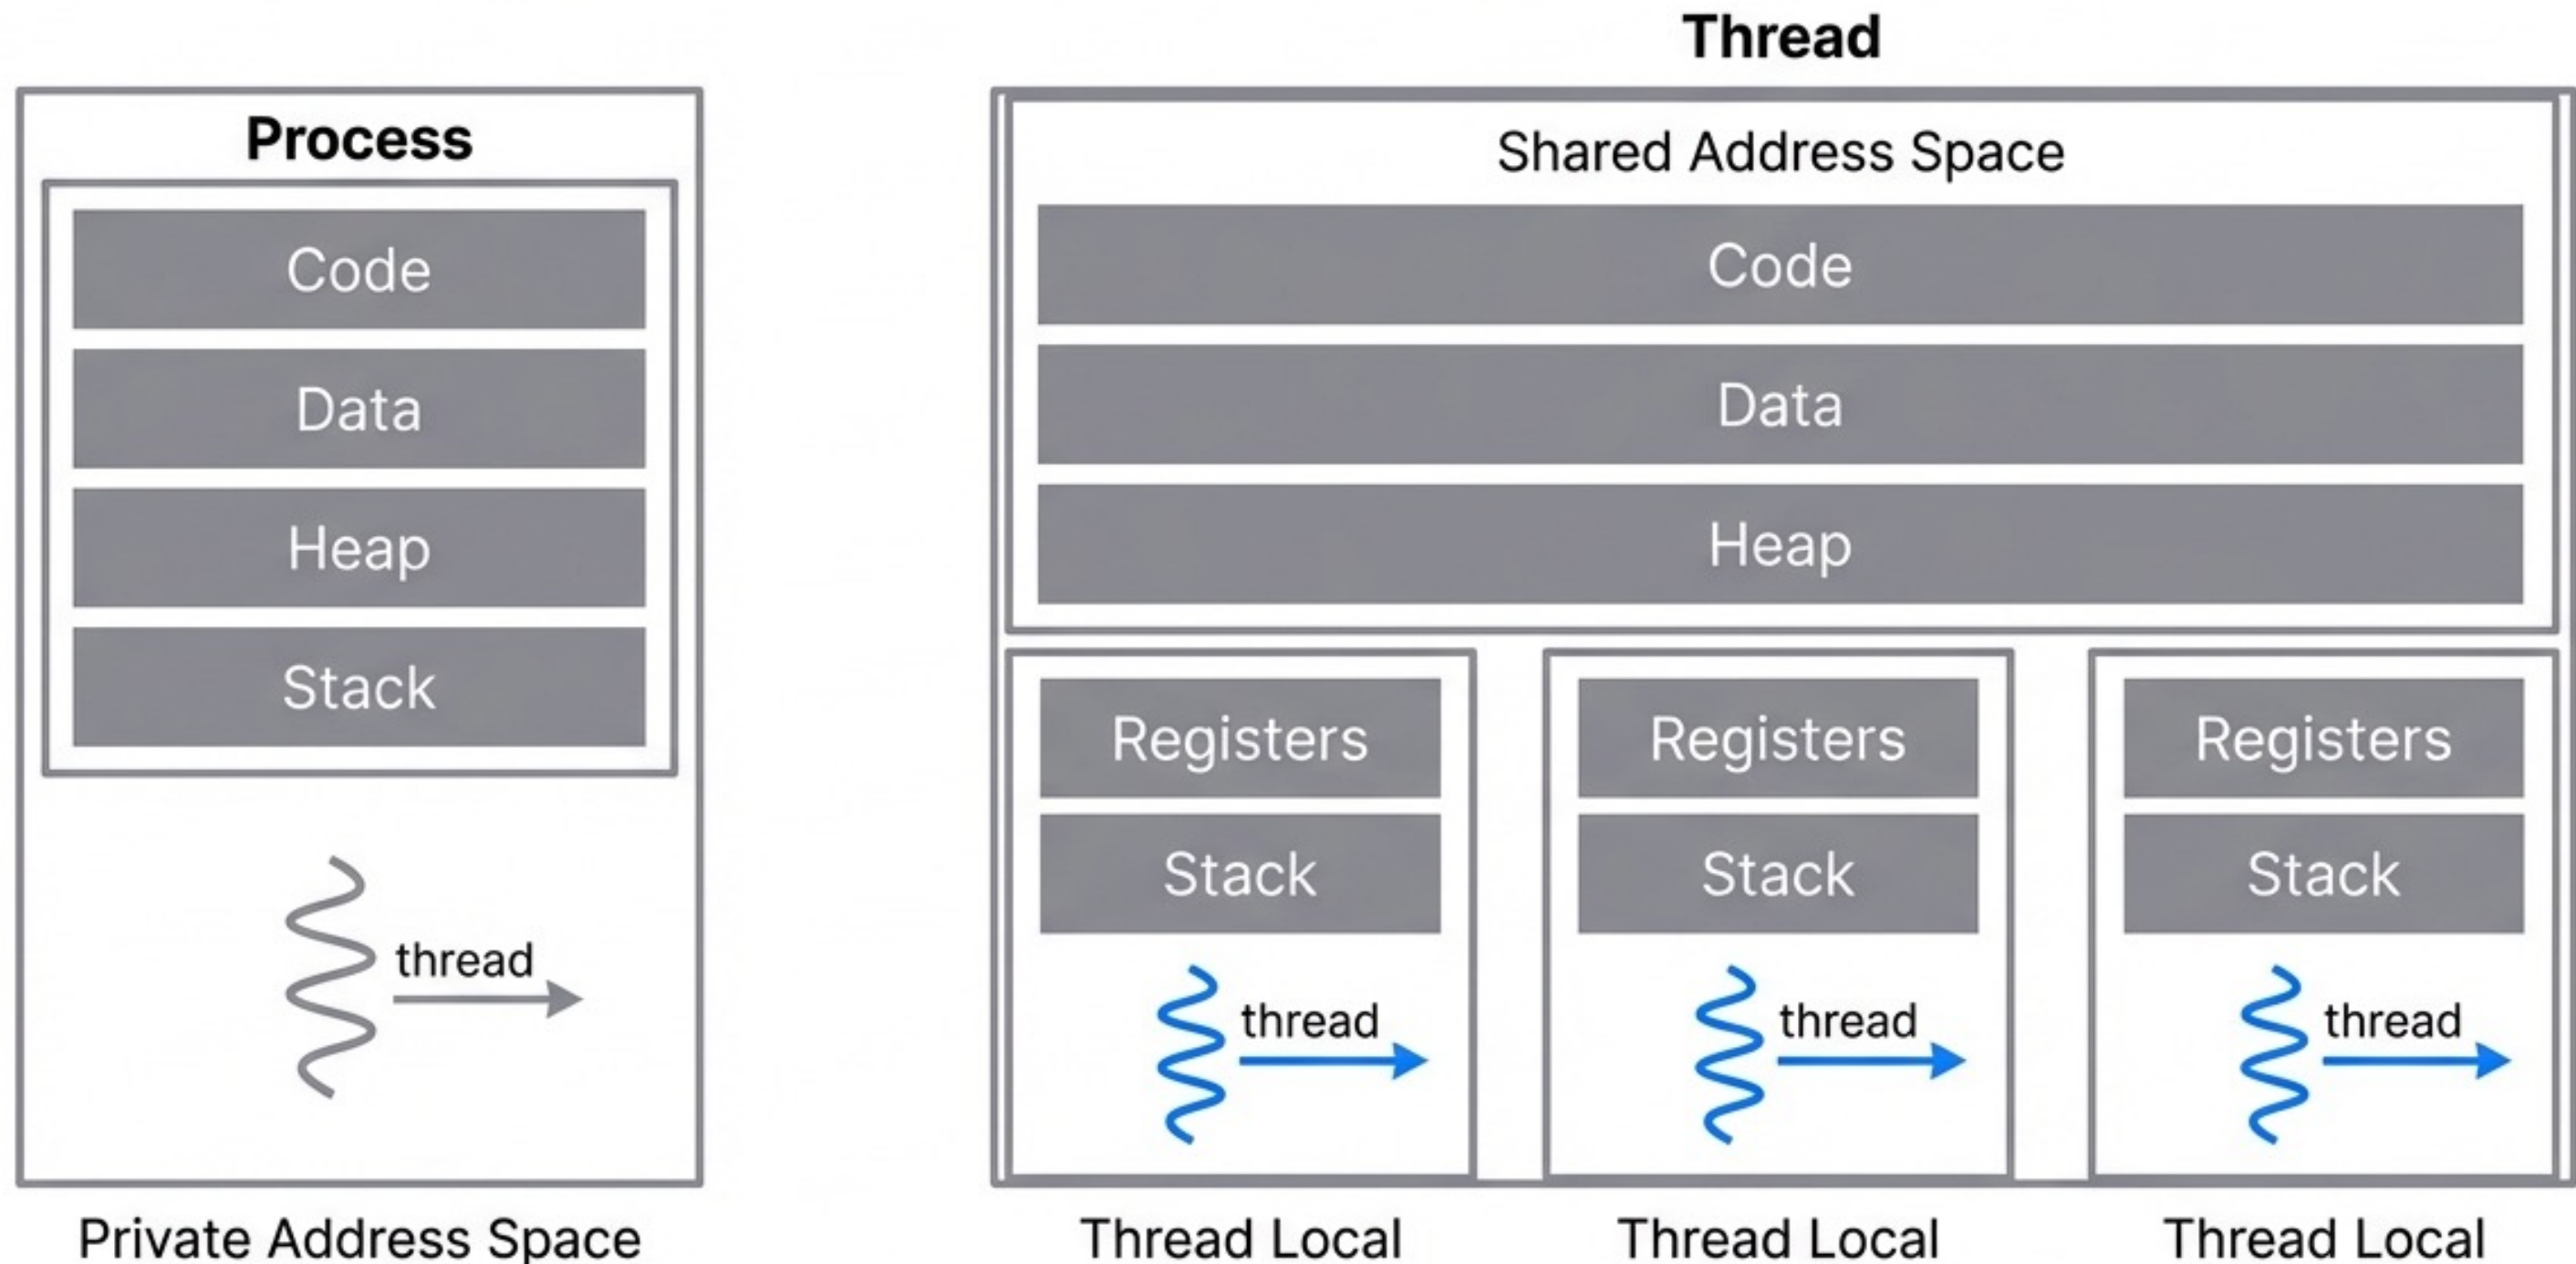 Process
Code
Data
Heap
Stack
thread
Private Address Space
Thread
Shared Address Space
Code
Data
Heap
Registers
Stack
thread
Thread Local
Registers
Stack
thread
Thread Local
Registers
Stack
thread
Thread Local